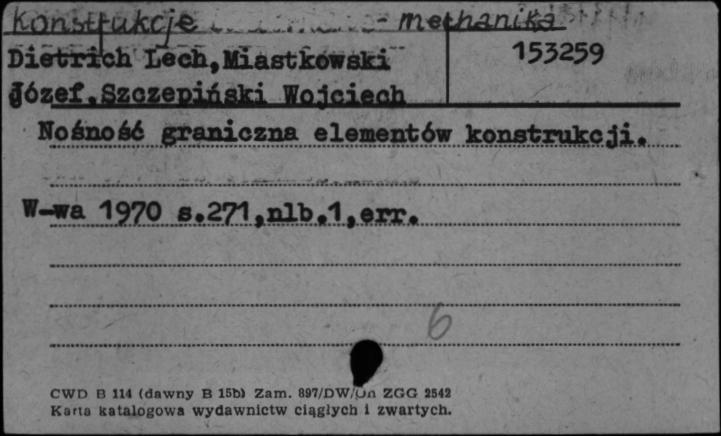 Konstrukcje - mechanika
Dietrich Lech,Miastkowski 153259
Józef,Szczepiński Wojciech
Nośność graniczna elementów konstrukcji.
W-wa 1970 s.271,nlb.1,err.
6
CWD B 114 (dawny B 15b) Zam. 897/DW/Un ZGG 2542
Karta katalogowa wydawnictw ciągłych i zwartych.